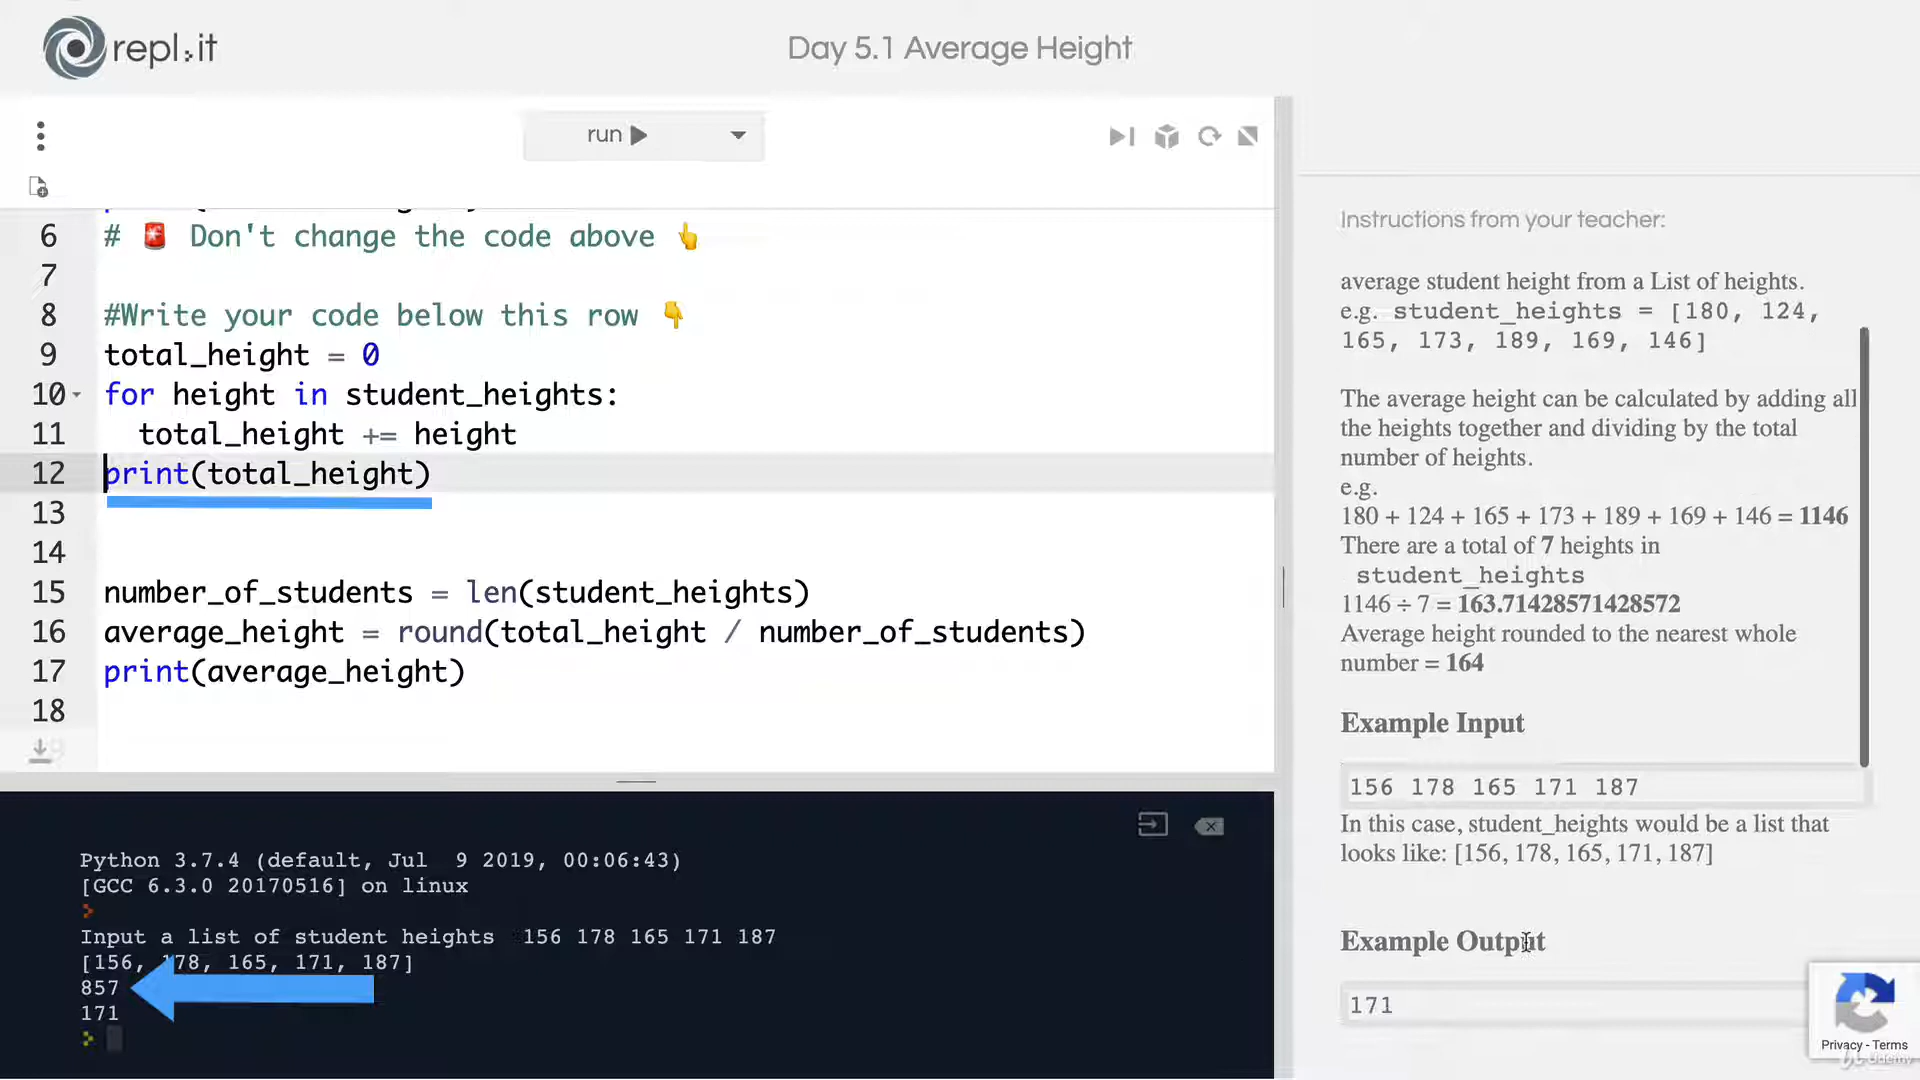 repl.it
Day 5.1 Average Height
run
6 # 🚨 Don't change the code above 👆
7
8 #Write your code below this row 👇
9 total_height = 0
10 for height in student_heights:
11 total_height += height
12 print(total_height)
13
14
15 number_of_students = len(student_heights)
16 average_height = round(total_height / number_of_students)
17 print(average_height)
18
Python 3.7.4 (default, Jul 9 2019, 00:06:43)
[GCC 6.3.0 20170516] on linux
>
Input a list of student heights 156 178 165 171 187
[156, 178, 165, 171, 187]
857
171
>
Instructions from your teacher:
average student height from a List of heights.
e.g. student_heights = [180, 124,
165, 173, 189, 169, 146]
The average height can be calculated by adding all
the heights together and dividing by the total
number of heights.
e.g.
180 + 124 + 165 + 173 + 189 + 169 + 146 = 1146
There are a total of 7 heights in
student_heights
1146 ÷ 7 = 163.71428571428572
Average height rounded to the nearest whole
number = 164
Example Input
156 178 165 171 187
In this case, student_heights would be a list that
looks like: [156, 178, 165, 171, 187]
Example Output
171
Privacy - Terms
Udemy